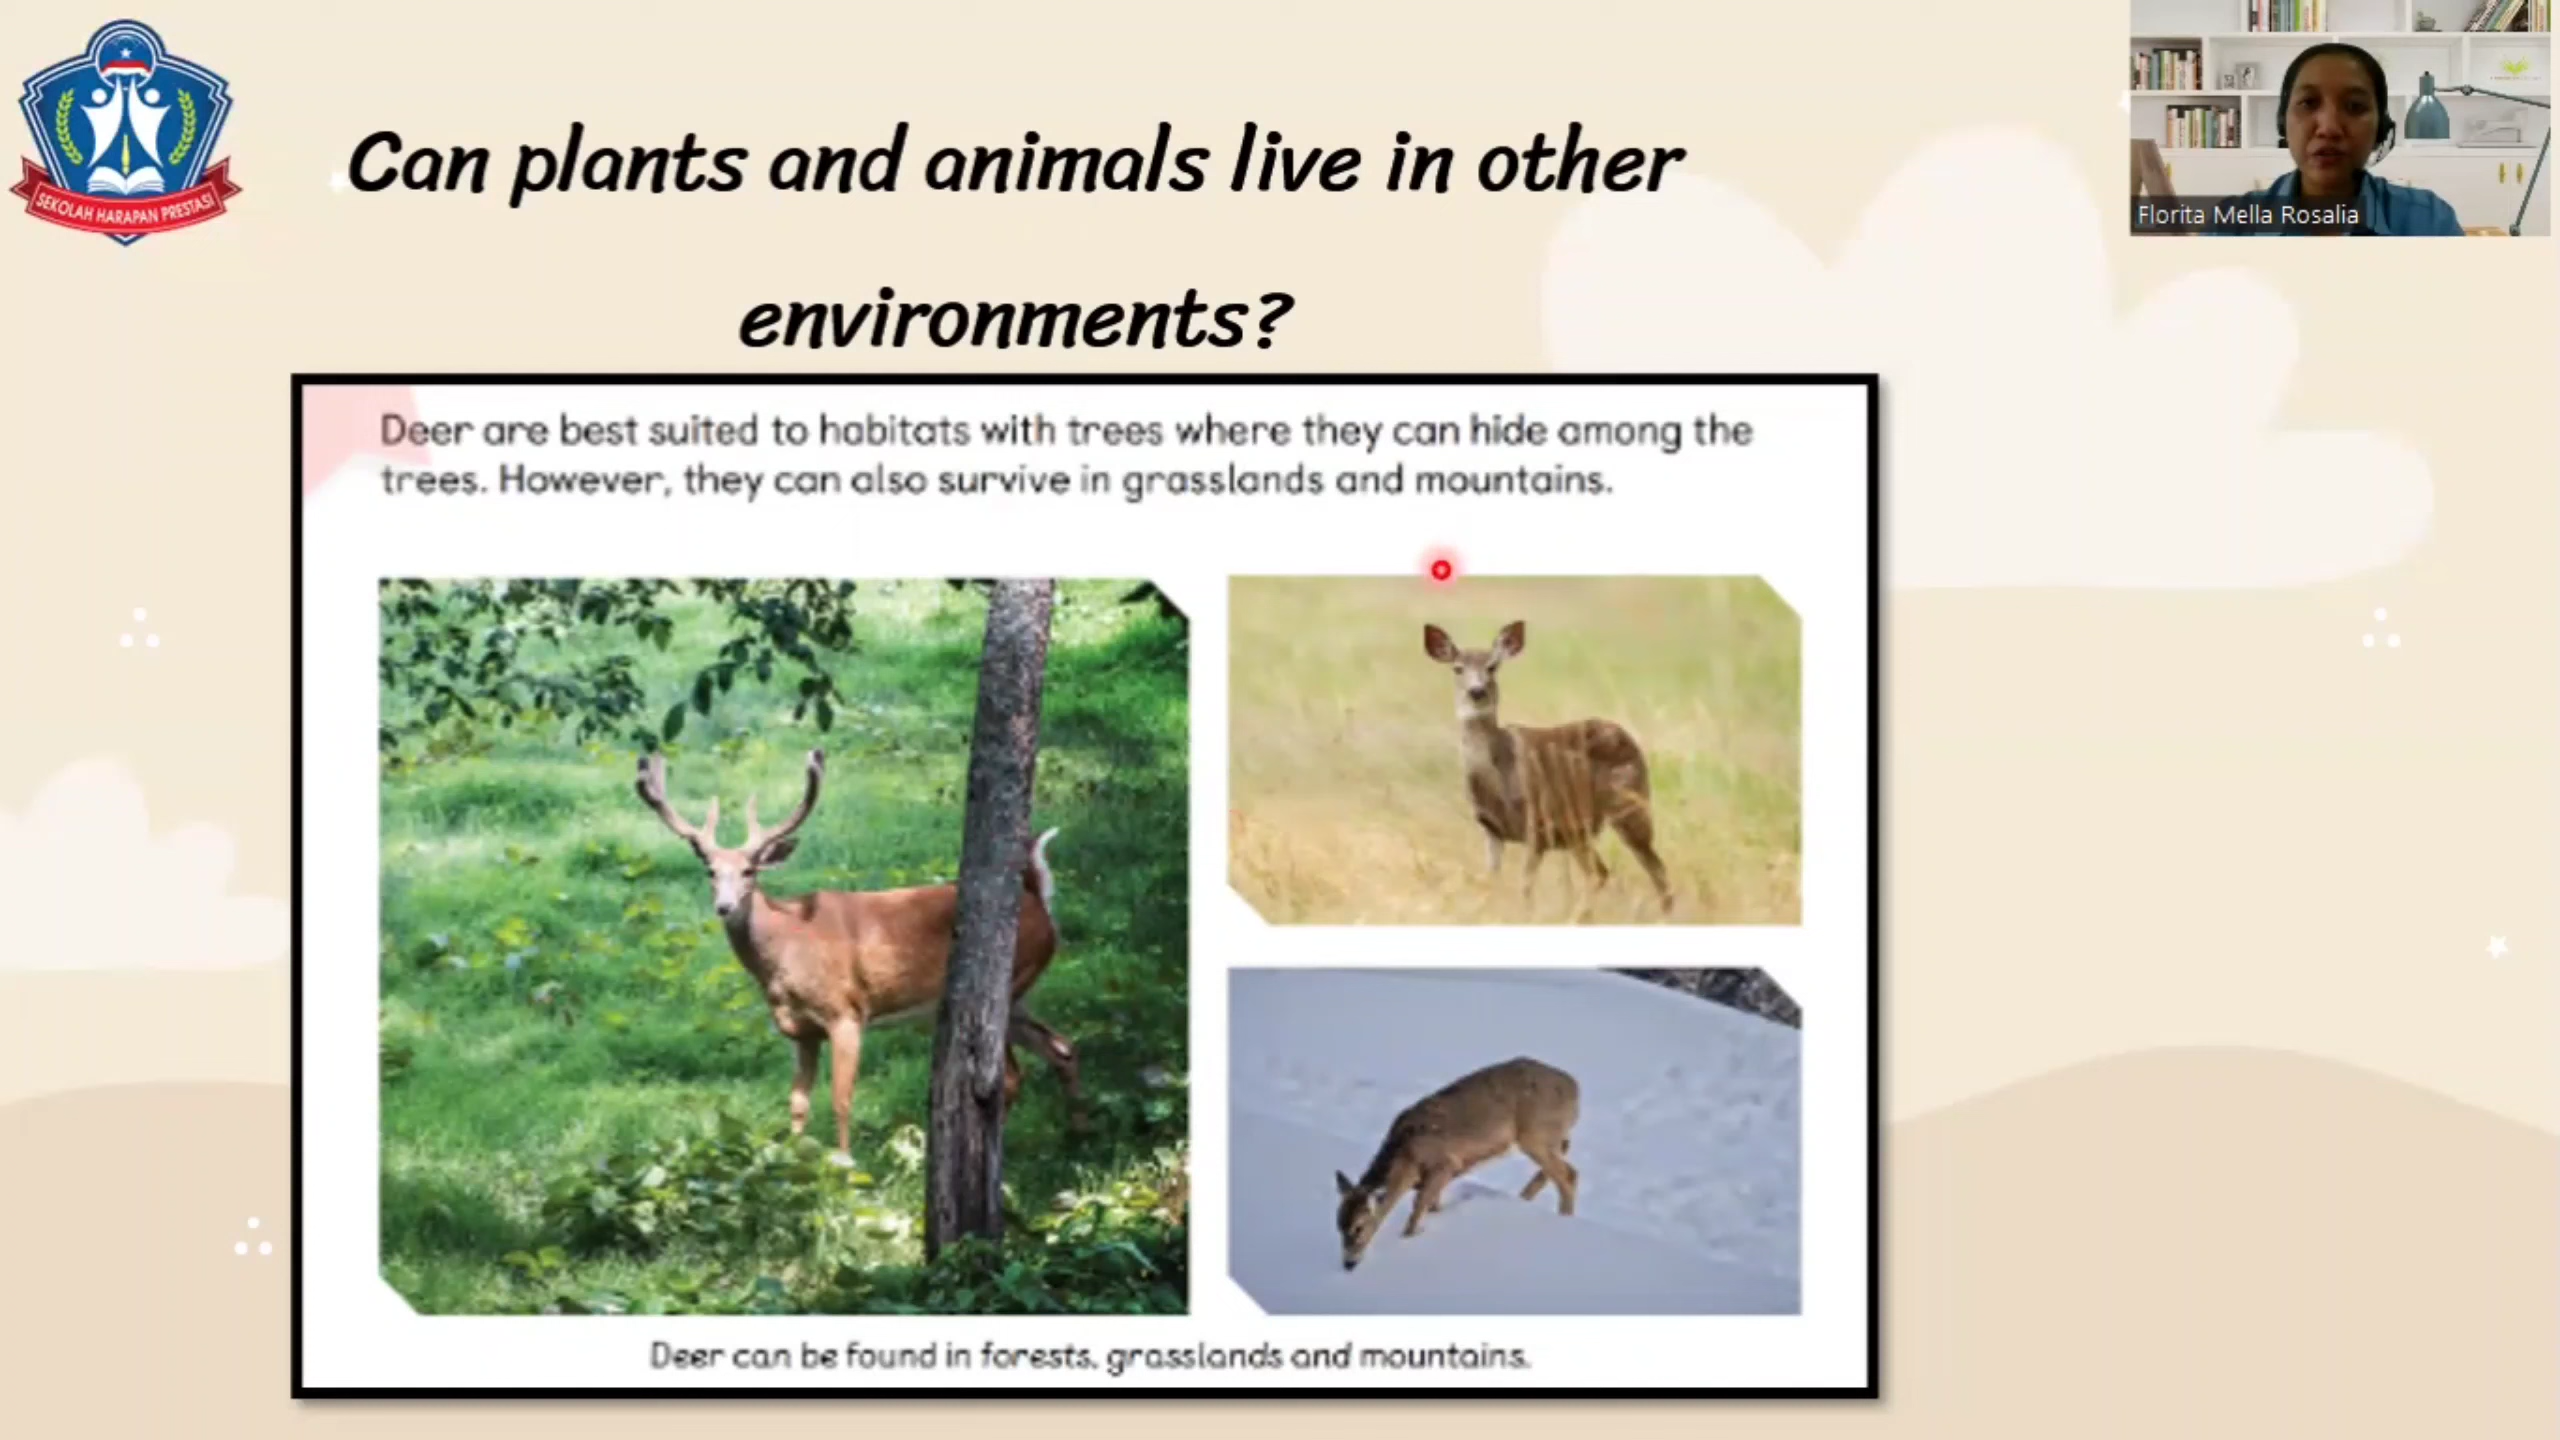 SEKOLAH HARAPAN PRESTASI
Can plants and animals live in other
environments?
Florita Mella Rosalia
Deer are best suited to habitats with trees where they can hide among the
trees. However, they can also survive in grasslands and mountains.
Deer can be found in forests, grasslands and mountains.